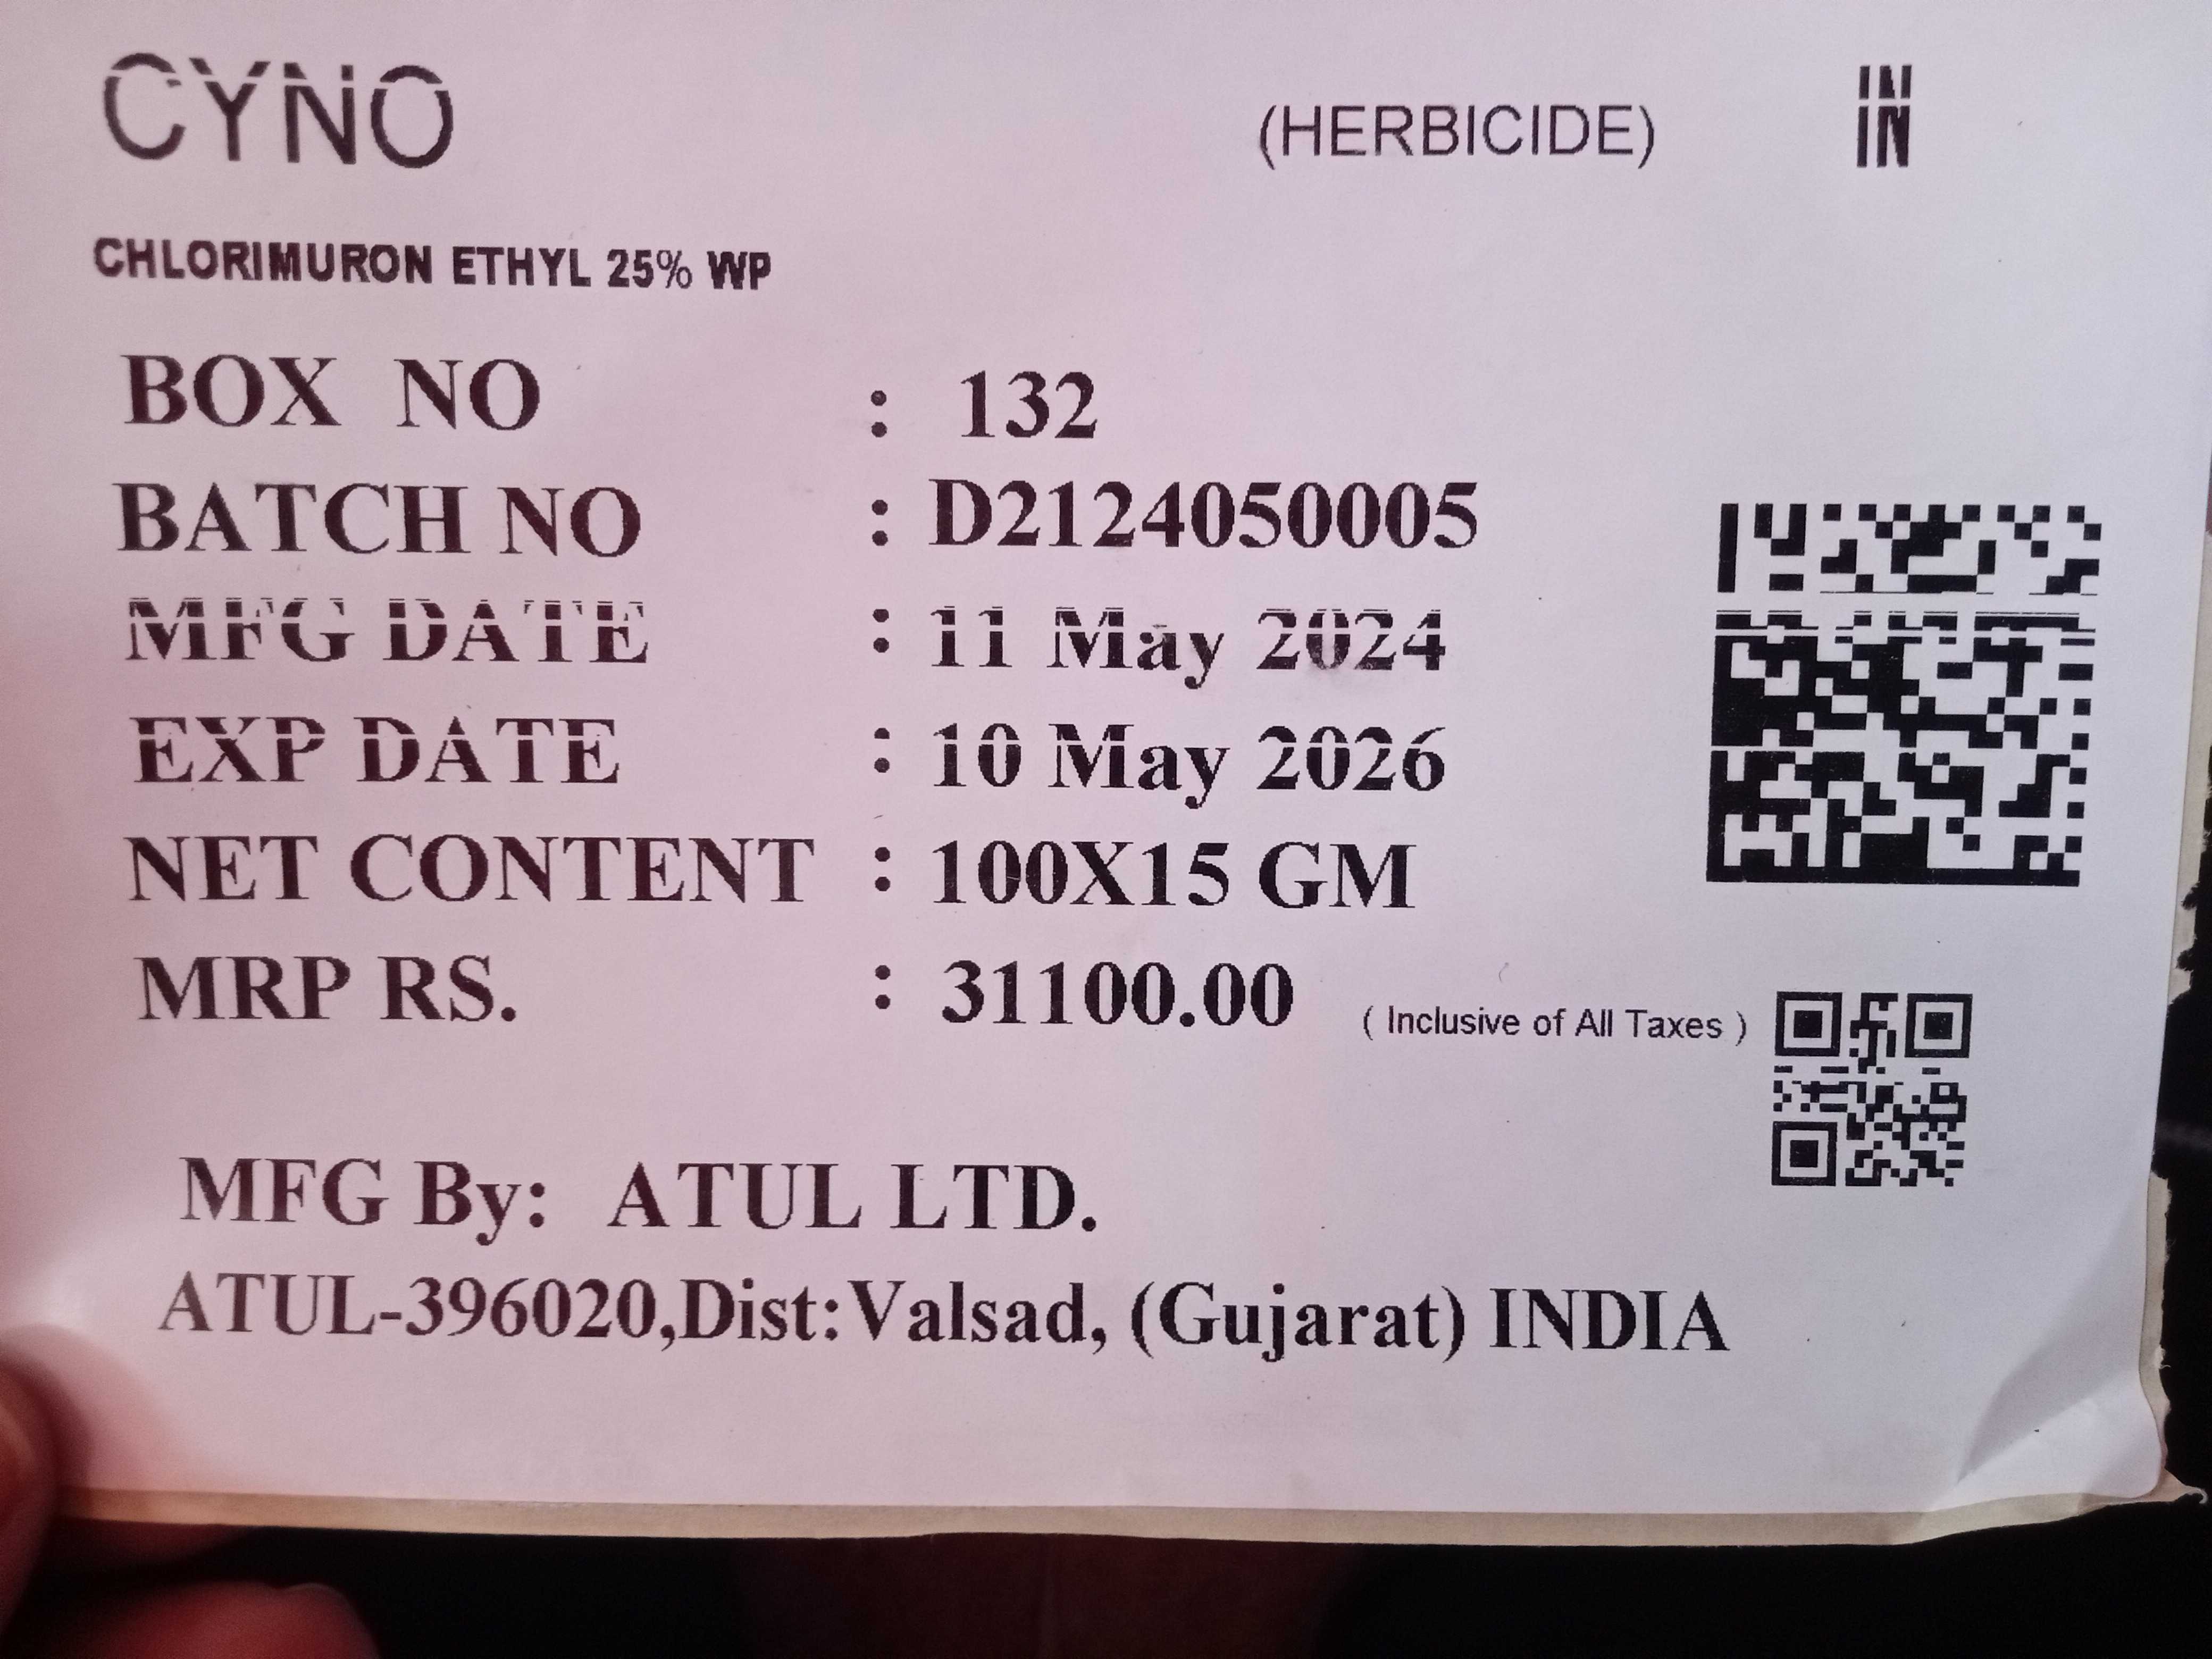 CYNO (HERBICIDE) IN
CHLORIMURON ETHYL 25% WP
BOX NO : 132
BATCH NO : D2124050005
MFG DATE : 11 May 2024
EXP DATE : 10 May 2026
NET CONTENT : 100X15 GM
MRP RS. : 31100.00 ( Inclusive of All Taxes )
MFG By: ATUL LTD.
ATUL-396020,Dist:Valsad, (Gujarat) INDIA